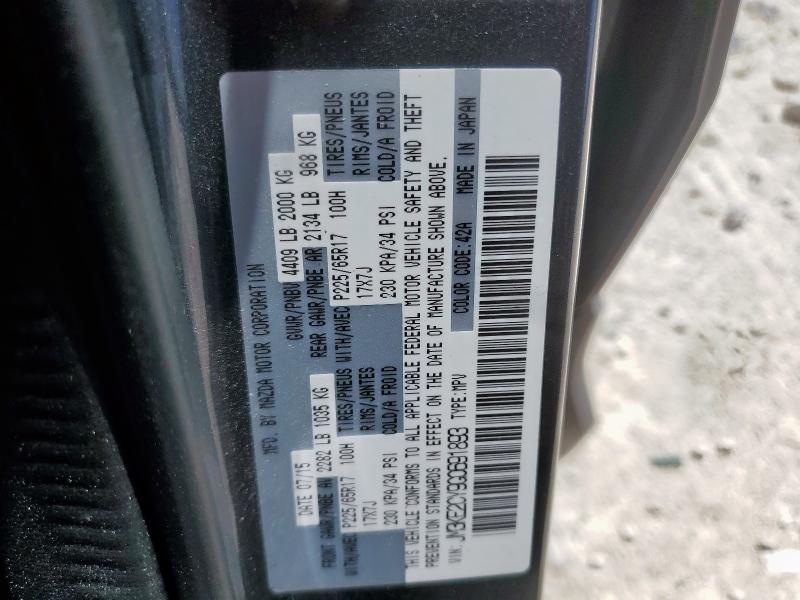 MFD. BY MAZDA MOTOR CORPORATION
DATE 07/15 GVWR/PNBV 4409 LB 2000 KG
FRONT GAWR/PNBE AV 2282 LB 1035 KG REAR GAWR/PNBE AR 2134 LB 968 KG
WITH/AVEC P225/65R17 100H TIRES/PNEUS WITH/AVEC P225/65R17 100H TIRES/PNEUS
17X7J RIMS/JANTES 17X7J RIMS/JANTES
230 KPA/34 PSI COLD/A FROID 230 KPA/34 PSI COLD/A FROID
THIS VEHICLE CONFORMS TO ALL APPLICABLE FEDERAL MOTOR VEHICLE SAFETY AND THEFT
PREVENTION STANDARDS IN EFFECT ON THE DATE OF MANUFACTURE SHOWN ABOVE.
VIN: JM3KE2CY9G0691893 TYPE: MPV COLOR CODE: 42A MADE IN JAPAN